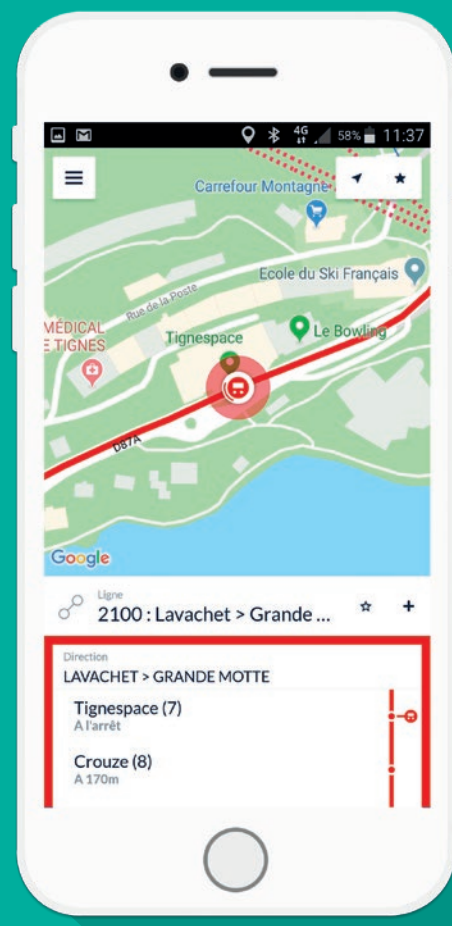 4G 58% 11:37
Carrefour Montagne
Ecole du Ski Français
Rue de la Poste
MÉDICAL
E TIGNES
Tignespace
Le Bowling
D87A
Google
Ligne
2100 : Lavachet > Grande ...
Direction
LAVACHET > GRANDE MOTTE
Tignespace (7)
A l'arrêt
Crouze (8)
A 170m